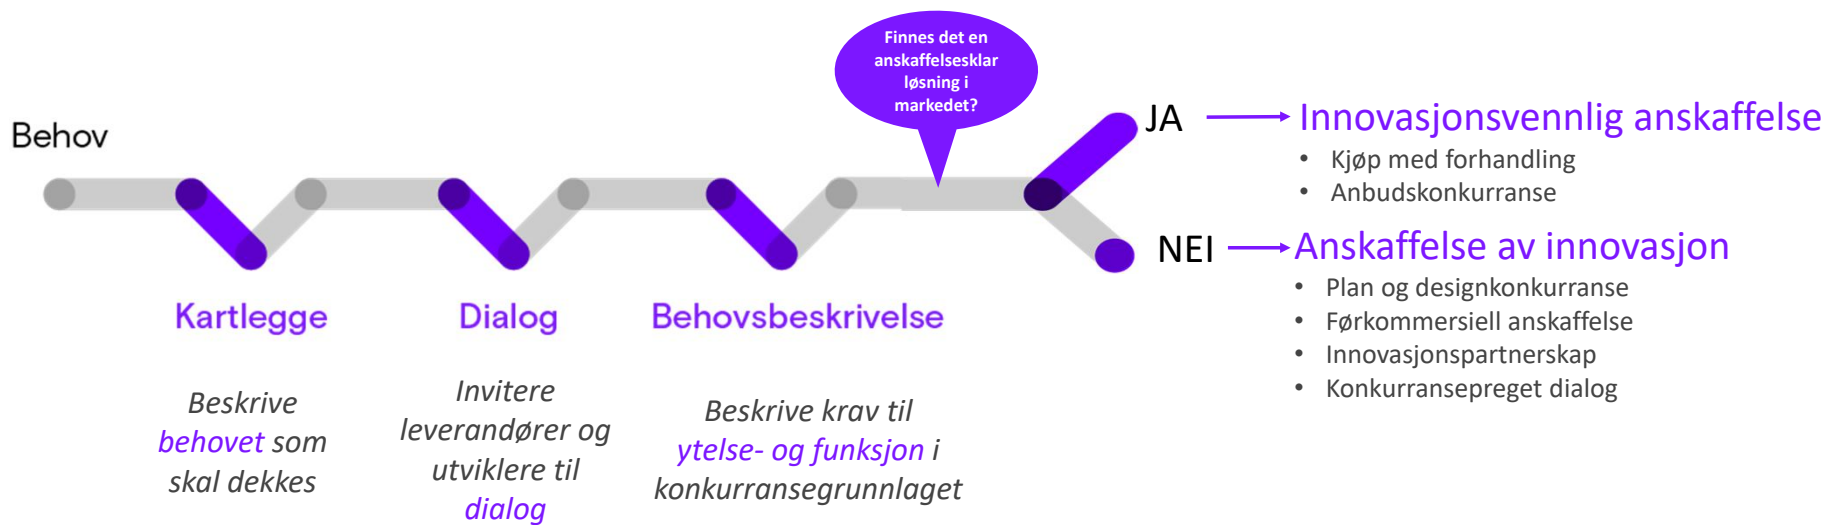 Behov
Finnes det en
anskaffelsesklar
løsning i
markedet?
Kartlegge
Beskrive
behovet som
skal dekkes
Dialog
Invitere
leverandører og
utviklere til
dialog
Behovsbeskrivelse
Beskrive krav til
ytelse- og funksjon i
konkurransegrunnlaget
JA
Innovasjonsvennlig anskaffelse
• Kjøp med forhandling
• Anbudskonkurranse
NEI
Anskaffelse av innovasjon
• Plan og designkonkurranse
• Førkommersiell anskaffelse
• Innovasjonspartnerskap
• Konkurransepreget dialog